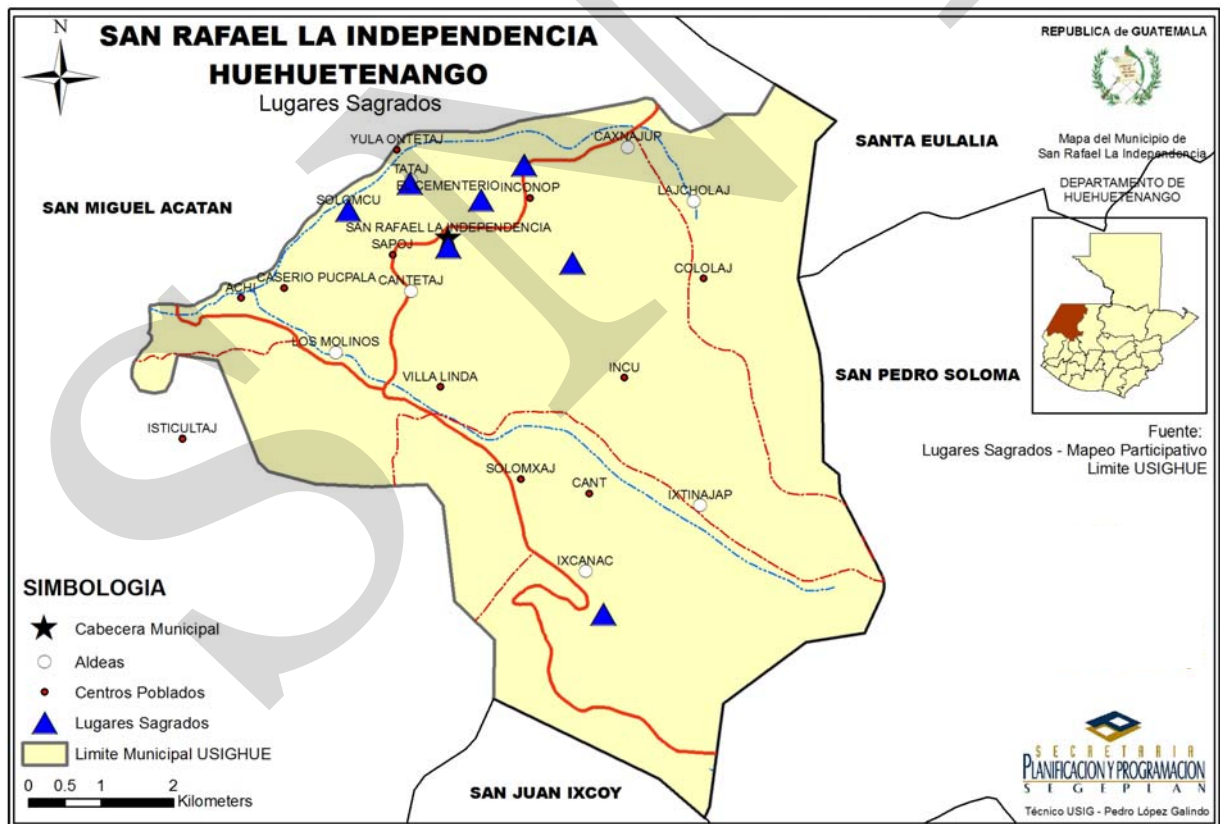 N
SAN RAFAEL LA INDEPENDENCIA
HUEHUETENANGO
Lugares Sagrados
REPUBLICA de GUATEMALA
Mapa del Municipio de
San Rafael La Independencia
DEPARTAMENTO DE
HUEHUETENANGO
SANTA EULALIA
SAN MIGUEL ACATAN
SAN PEDRO SOLOMA
SAN JUAN IXCOY
YULA ONTETAJ
CAXNAJUP
TATAJ
CEMENTERIO
INCONOP
LAJCHOLAJ
SOLOMCU
SAN RAFAEL LA INDEPENDENCIA
SAPOJ
COLOLAJ
CASERIO PUCPALA
CANTETAJ
ACHI
LOS MOLINOS
VILLA LINDA
INCU
ISTICULTAJ
SOLOMXAJ
CANT
IXTINAJAP
IXCANAC
Fuente:
Lugares Sagrados - Mapeo Participativo
Limite USIGHUE
SIMBOLOGIA
Cabecera Municipal
Aldeas
Centros Poblados
Lugares Sagrados
Limite Municipal USIGHUE
0 0.5 1 2
Kilometers
SECRETARIA
PLANIFICACION Y PROGRAMACION
SEGEPLAN
Técnico USIG - Pedro López Galindo